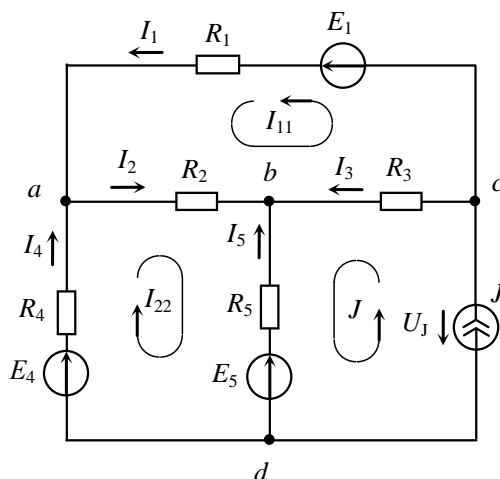 I1 R1 E1
I11
a I2 R2 b I3 R3 c
I4 I5
R4 I22 R5 J UJ J
E4 E5
d